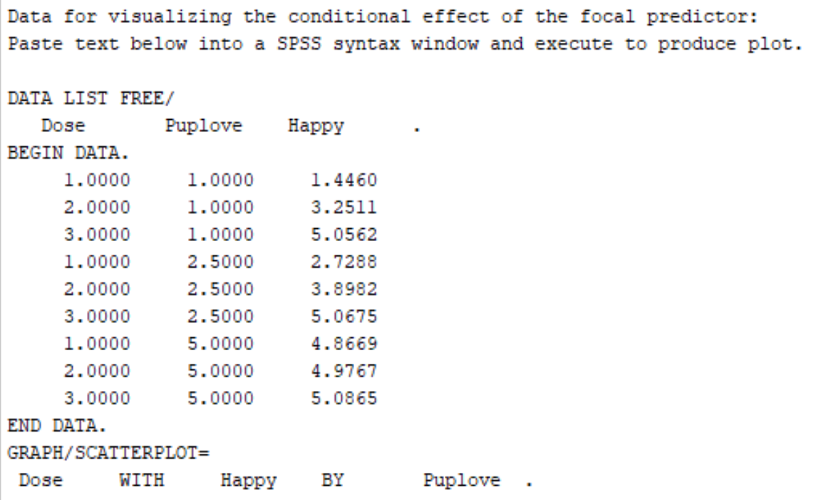 Data for visualizing the conditional effect of the focal predictor:
Paste text below into a SPSS syntax window and execute to produce plot.
DATA LIST FREE/
Dose Puplove Happy .
BEGIN DATA.
1.0000 1.0000 1.4460
2.0000 1.0000 3.2511
3.0000 1.0000 5.0562
1.0000 2.5000 2.7288
2.0000 2.5000 3.8982
3.0000 2.5000 5.0675
1.0000 5.0000 4.8669
2.0000 5.0000 4.9767
3.0000 5.0000 5.0865
END DATA.
GRAPH/SCATTERPLOT=
Dose WITH Happy BY Puplove .